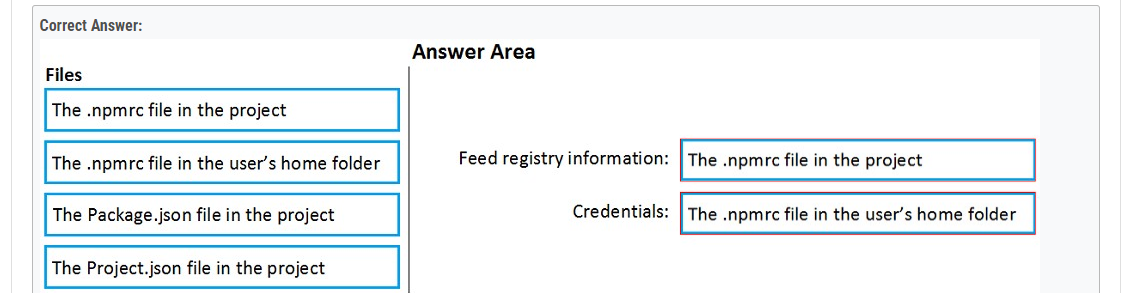 Correct Answer:
Answer Area
Files
The .npmrc file in the project
The .npmrc file in the user's home folder
The Package.json file in the project
The Project.json file in the project
Feed registry information: The .npmrc file in the project
Credentials: The .npmrc file in the user's home folder